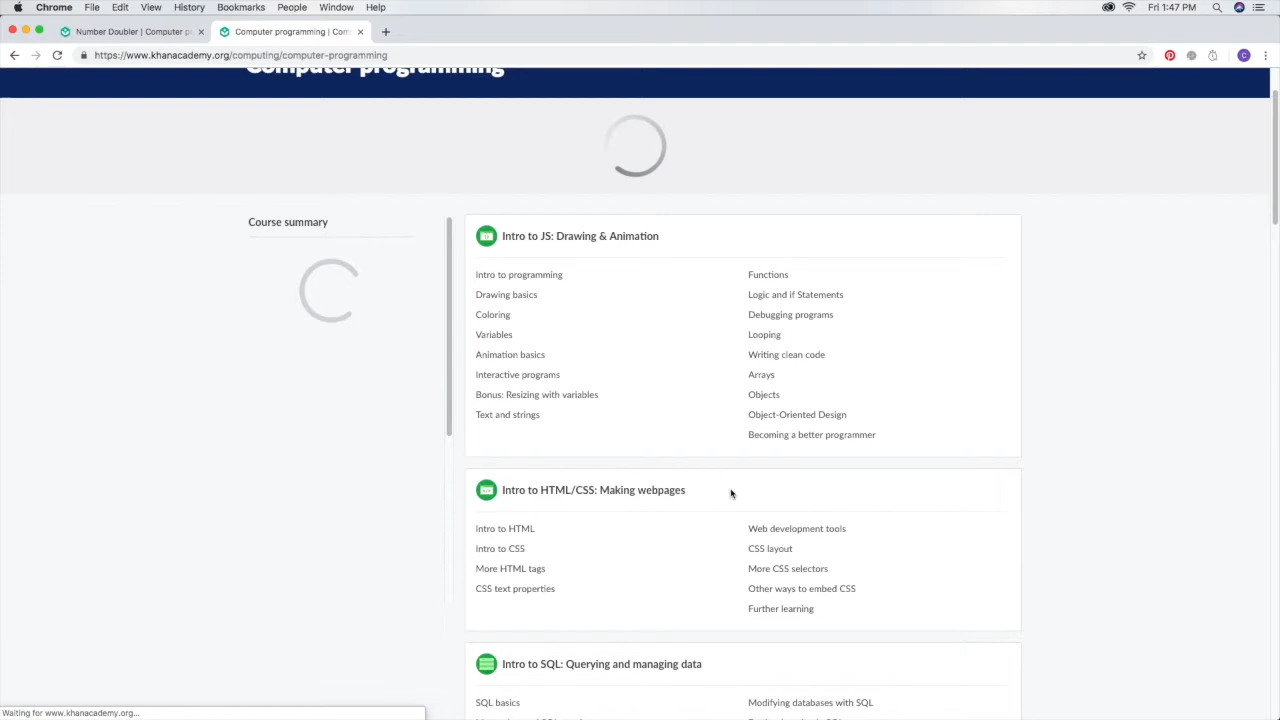 Chrome File Edit View History Bookmarks People Window Help Fri 1:47 PM
Number Doubler | Computer pr Computer programming | Com
https://www.khanacademy.org/computing/computer-programming
Computer programming
Course summary
Intro to JS: Drawing & Animation
Intro to programming Functions
Drawing basics Logic and if Statements
Coloring Debugging programs
Variables Looping
Animation basics Writing clean code
Interactive programs Arrays
Bonus: Resizing with variables Objects
Text and strings Object-Oriented Design
Becoming a better programmer
Intro to HTML/CSS: Making webpages
Intro to HTML Web development tools
Intro to CSS CSS layout
More HTML tags More CSS selectors
CSS text properties Other ways to embed CSS
Further learning
Intro to SQL: Querying and managing data
SQL basics Modifying databases with SQL
Waiting for www.khanacademy.org...